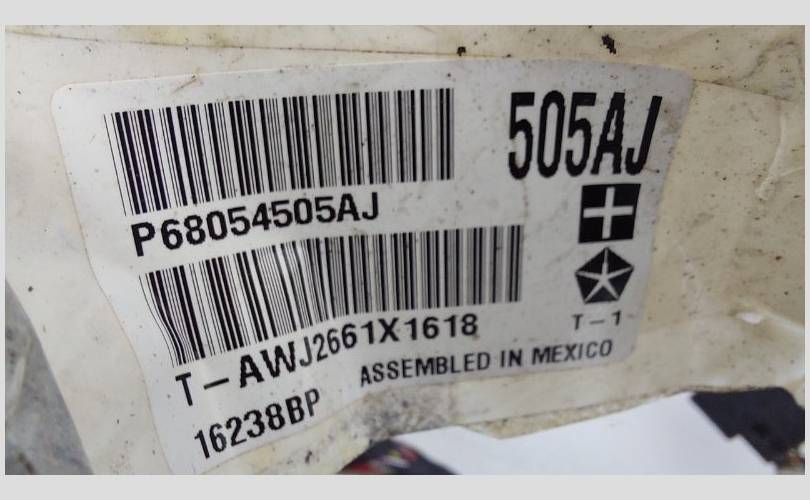 505AJ
P68054505AJ
T-1
T-AWJ2661X1618
ASSEMBLED IN MEXICO
16238BP